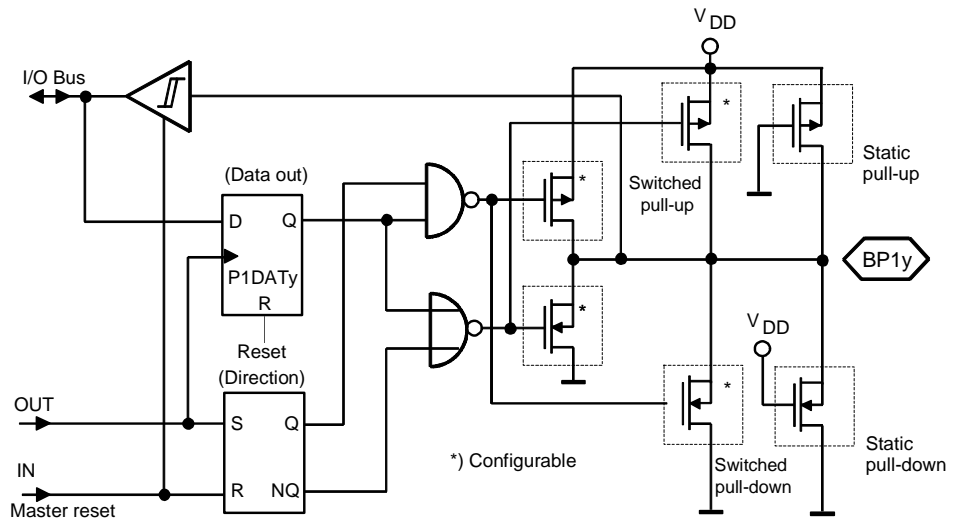 V
DD
I/O Bus
*
*
(Data out)
Switched
pull-up
Static
pull-up
D
Q
P1DATy
R
BP1y
*
V
DD
Reset
(Direction)
*
OUT
S
Q
*) Configurable
Static
pull-down
IN
Switched
pull-down
R
NQ
Master reset